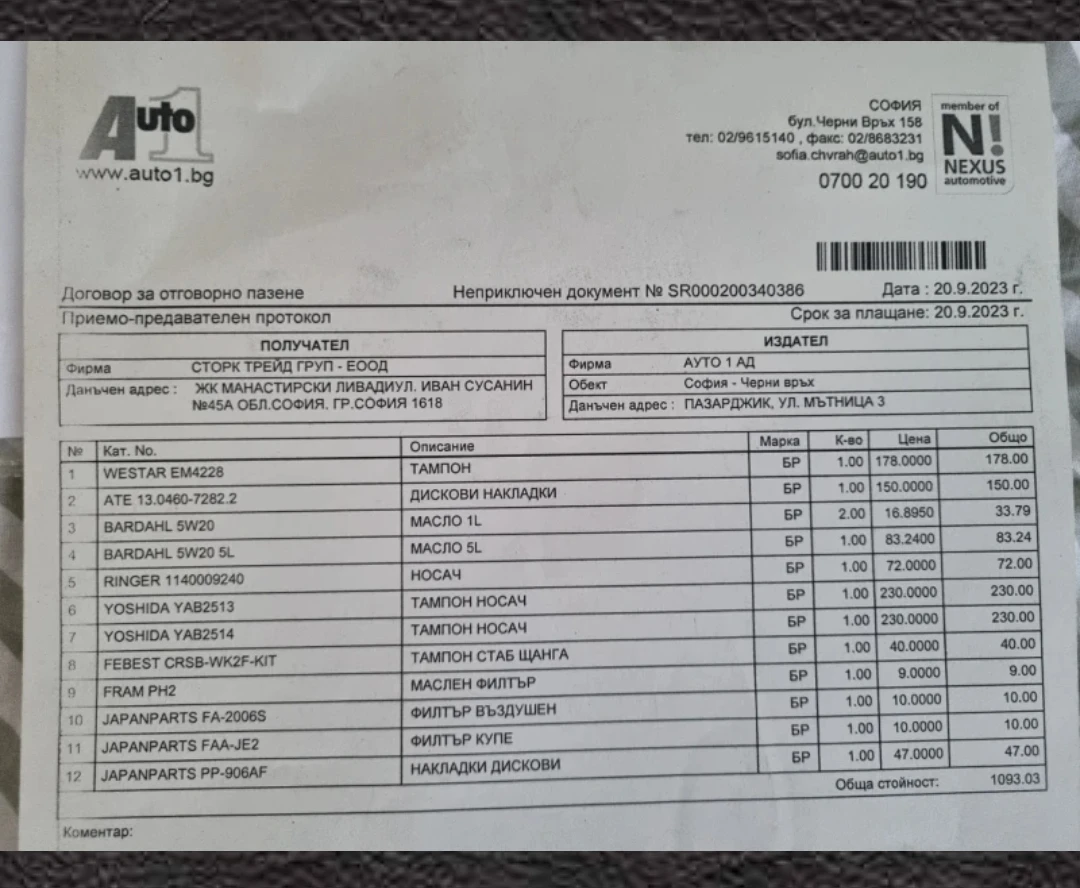 Auto 1
www.auto1.bg
СОФИЯ
бул.Черни Връх 158
тел: 02/9615140 , факс: 02/8683231
sofia.chvrah@auto1.bg
0700 20 190
member of
N!
NEXUS
automotive
Договор за отговорно пазене Неприключен документ № SR000200340386 Дата : 20.9.2023 г.
Приемо-предавателен протокол Срок за плащане: 20.9.2023 г.
ПОЛУЧАТЕЛ
Фирма СТОРК ТРЕЙД ГРУП - ЕООД
Данъчен адрес : ЖК МАНАСТИРСКИ ЛИВАДИУЛ. ИВАН СУСАНИН
№45А ОБЛ.СОФИЯ. ГР.СОФИЯ 1618
ИЗДАТЕЛ
Фирма АУТО 1 АД
Обект София - Черни връх
Данъчен адрес : ПАЗАРДЖИК, УЛ. МЪТНИЦА 3
№ Кат. No. Описание Марка К-во Цена Общо
1 WESTAR EM4228 ТАМПОН БР 1.00 178.0000 178.00
2 ATE 13.0460-7282.2 ДИСКОВИ НАКЛАДКИ БР 1.00 150.0000 150.00
3 BARDAHL 5W20 МАСЛО 1L БР 2.00 16.8950 33.79
4 BARDAHL 5W20 5L МАСЛО 5L БР 1.00 83.2400 83.24
5 RINGER 1140009240 НОСАЧ БР 1.00 72.0000 72.00
6 YOSHIDA YAB2513 ТАМПОН НОСАЧ БР 1.00 230.0000 230.00
7 YOSHIDA YAB2514 ТАМПОН НОСАЧ БР 1.00 230.0000 230.00
8 FEBEST CRSB-WK2F-KIT ТАМПОН СТАБ ЩАНГА БР 1.00 40.0000 40.00
9 FRAM PH2 МАСЛЕН ФИЛТЪР БР 1.00 9.0000 9.00
10 JAPANPARTS FA-2006S ФИЛТЪР ВЪЗДУШЕН БР 1.00 10.0000 10.00
11 JAPANPARTS FAA-JE2 ФИЛТЪР КУПЕ БР 1.00 10.0000 10.00
12 JAPANPARTS PP-906AF НАКЛАДКИ ДИСКОВИ БР 1.00 47.0000 47.00
Обща стойност: 1093.03
Коментар: